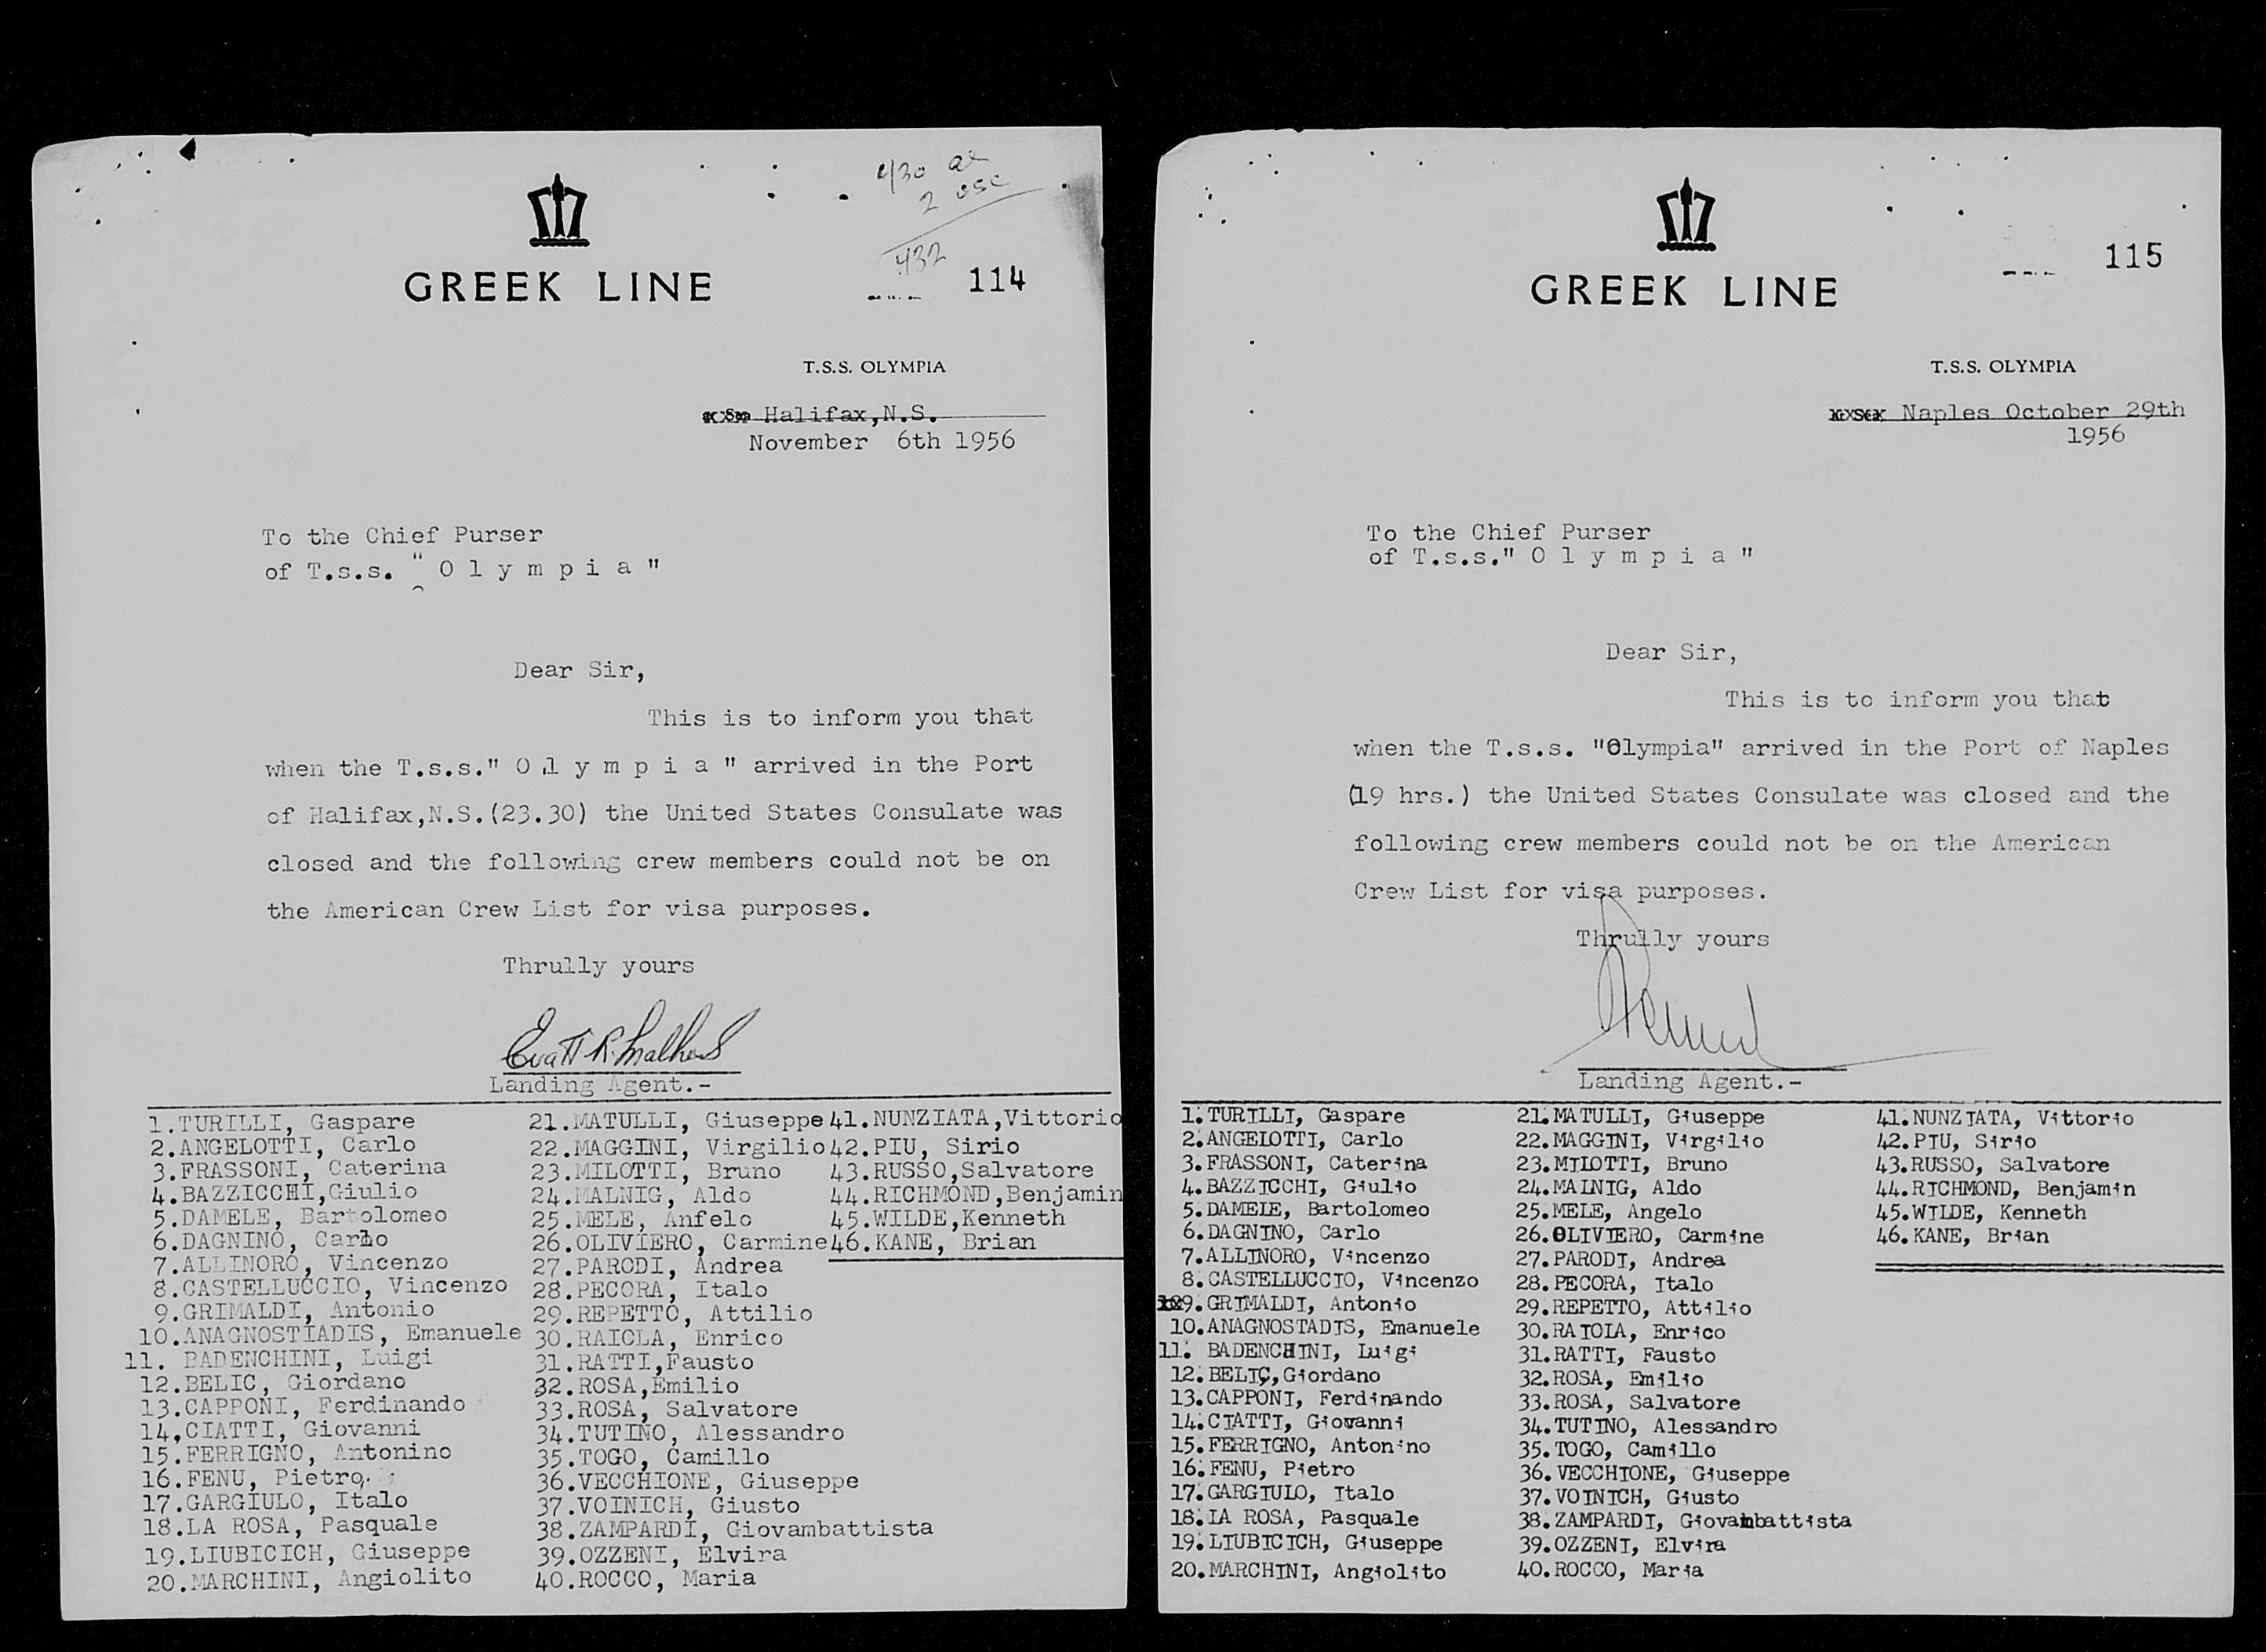 430 al
2 USC
432
114
GREEK LINE
T.S.S. OLYMPIA
Halifax,N.S.
November 6th 1956
To the Chief Purser
of T.s.s. " O l y m p i a "
Dear Sir,
This is to inform you that
when the T.s.s." O l y m p i a " arrived in the Port
of Halifax,N.S.(23.30) the United States Consulate was
closed and the following crew members could not be on
the American Crew List for visa purposes.
Thrully yours
Landing Agent.-
1.TURILLI, Gaspare
2.ANGELOTTI, Carlo
3.FRASSONI, Caterina
4.BAZZICCHI,Giulio
5.DAMELE, Bartolomeo
6.DAGNINO, Carlo
7.ALLINORO, Vincenzo
8.CASTELLUCCIO, Vincenzo
9.GRIMALDI, Antonio
10.ANAGNOSTIADIS, Emanuele
11. BADENCHINI, Luigi
12.BELIC, Giordano
13.CAPPONI, Ferdinando
14,CIATTI, Giovanni
15.FERRIGNO, Antonino
16.FENU, Pietro.
17.GARGIULO, Italo
18.LA ROSA, Pasquale
19.LIUBICICH, Giuseppe
20.MARCHINI, Angiolito
21.MATULLI, Giuseppe
22.MAGGINI, Virgilio
23.MILOTTI, Bruno
24.MALNIG, Aldo
25.MELE, Anfelo
26.OLIVIERO, Carmine
27.PARODI, Andrea
28.PECORA, Italo
29.REPETTO, Attilio
30.RAIOLA, Enrico
31.RATTI,Fausto
32.ROSA,Emilio
33.ROSA, Salvatore
34.TUTINO, Alessandro
35.TOGO, Camillo
36.VECCHIONE, Giuseppe
37.VOINICH, Giusto
38.ZAMPARDI, Giovambattista
39.OZZENI, Elvira
40.ROCCO, Maria
41.NUNZIATA,Vittorio
42.PIU, Sirio
43.RUSSO,Salvatore
44.RICHMOND,Benjamin
45.WILDE,Kenneth
46.KANE, Brian
115
GREEK LINE
T.S.S. OLYMPIA
Naples October 29th
1956
To the Chief Purser
of T.s.s." O l y m p i a "
Dear Sir,
This is to inform you that
when the T.s.s. "Olympia" arrived in the Port of Naples
(19 hrs.) the United States Consulate was closed and the
following crew members could not be on the American
Crew List for visa purposes.
Thrully yours
Landing Agent.-
1.TURILLI, Gaspare
2.ANGELOTTI, Carlo
3.FRASSONI, Caterina
4.BAZZICCHI, Giulio
5.DAMELE, Bartolomeo
6.DAGNINO, Carlo
7.ALLINORO, Vincenzo
8.CASTELLUCCIO, Vincenzo
9.GRIMALDI, Antonio
10.ANAGNOSTADIS, Emanuele
11. BADENCHINI, Luigi
12.BELIC,Giordano
13.CAPPONI, Ferdinando
14.CIATTI, Giovanni
15.FERRIGNO, Antonino
16.FENU, Pietro
17.GARGIULO, Italo
18.LA ROSA, Pasquale
19.LIUBICICH, Giuseppe
20.MARCHINI, Angiolito
21.MATULLI, Giuseppe
22.MAGGINI, Virgilio
23.MILOTTI, Bruno
24.MALNIG, Aldo
25.MELE, Angelo
26.OLIVIERO, Carmine
27.PARODI, Andrea
28.PECORA, Italo
29.REPETTO, Attilio
30.RAIOLA, Enrico
31.RATTI, Fausto
32.ROSA, Emilio
33.ROSA, Salvatore
34.TUTINO, Alessandro
35.TOGO, Camillo
36.VECCHIONE, Giuseppe
37.VOINICH, Giusto
38.ZAMPARDI, Giovambattista
39.OZZENI, Elvira
40.ROCCO, Maria
41.NUNZIATA, Vittorio
42.PIU, Sirio
43.RUSSO, Salvatore
44.RICHMOND, Benjamin
45.WILDE, Kenneth
46.KANE, Brian